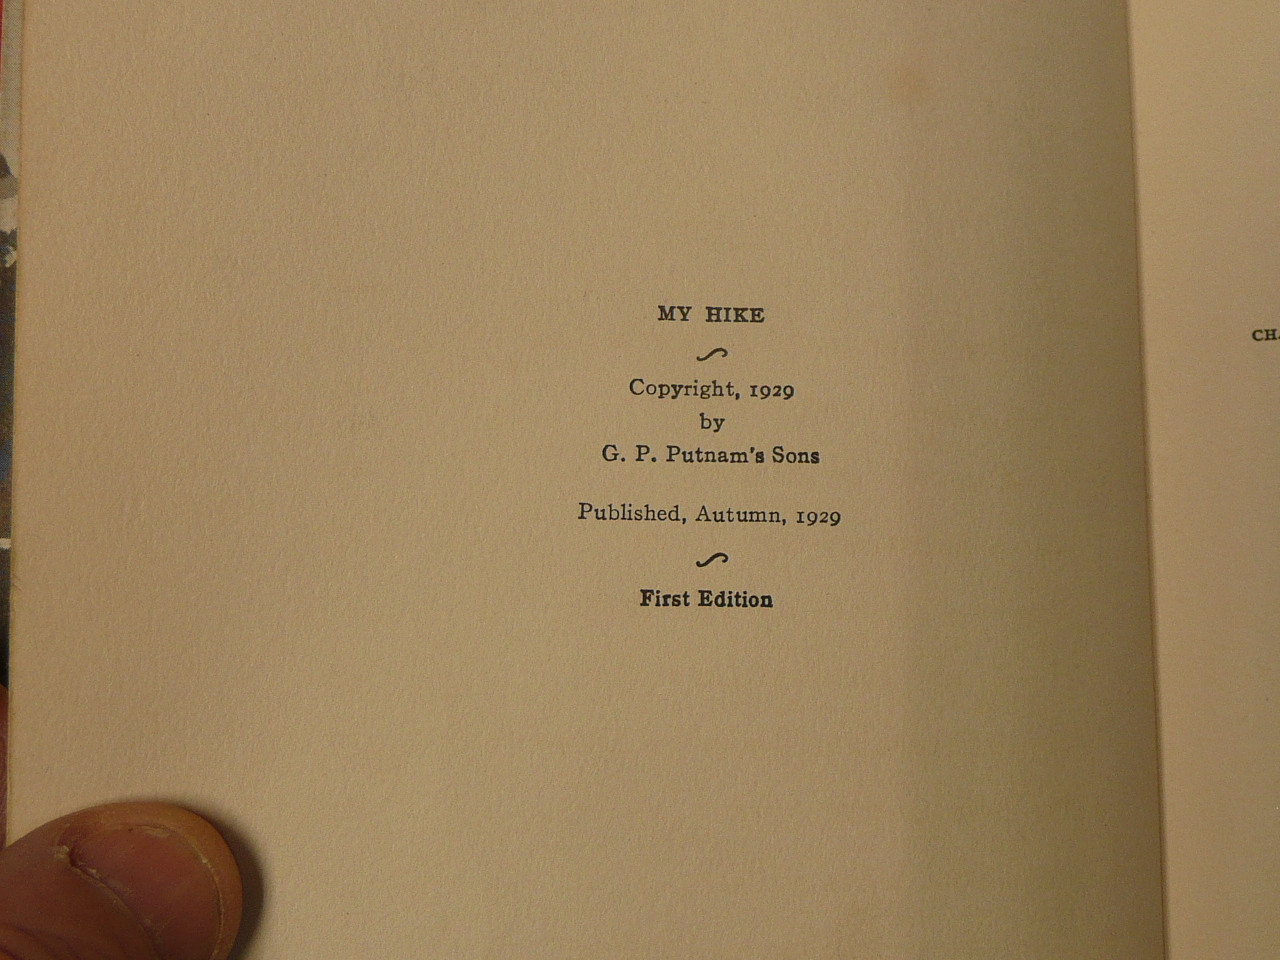 MY HIKE
Copyright, 1929
by
G. P. Putnam's Sons
Published, Autumn, 1929
First Edition